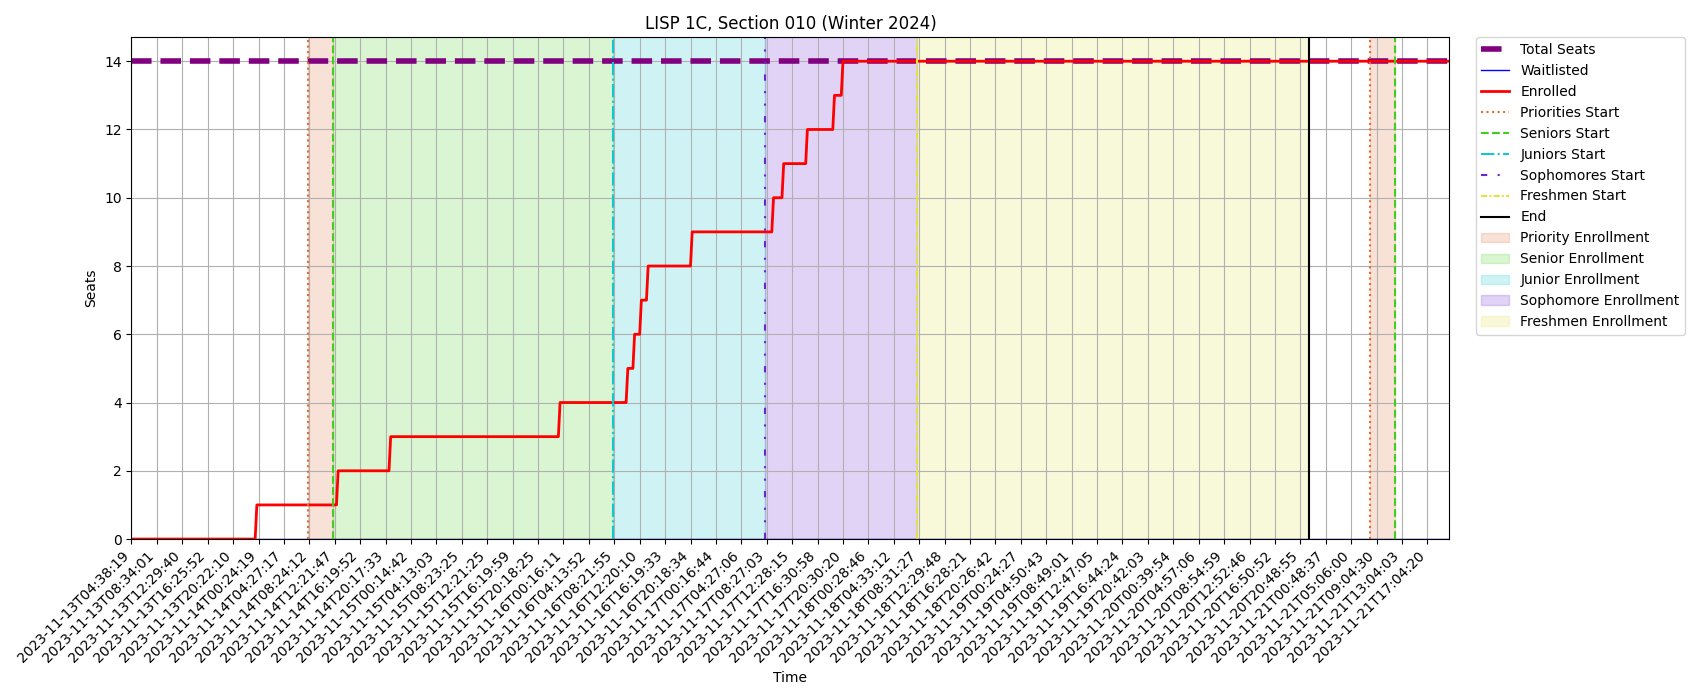 LISP 1C, Section 010 (Winter 2024)
14
12
10
8
6
4
2
0
Seats
2023-11-13T04:38:19
2023-11-13T08:34:01
2023-11-13T12:29:40
2023-11-13T16:25:52
2023-11-13T20:22:10
2023-11-14T00:24:19
2023-11-14T04:27:17
2023-11-14T08:24:12
2023-11-14T12:21:47
2023-11-14T16:19:52
2023-11-14T20:17:33
2023-11-15T00:14:42
2023-11-15T04:13:03
2023-11-15T08:23:25
2023-11-15T12:21:25
2023-11-15T16:19:59
2023-11-15T20:18:25
2023-11-16T00:16:11
2023-11-16T04:13:52
2023-11-16T08:21:55
2023-11-16T12:20:10
2023-11-16T16:19:33
2023-11-16T20:18:34
2023-11-17T00:16:44
2023-11-17T04:27:06
2023-11-17T08:27:03
2023-11-17T12:28:15
2023-11-17T16:30:58
2023-11-17T20:30:20
2023-11-18T00:28:46
2023-11-18T04:33:12
2023-11-18T08:31:27
2023-11-18T12:29:48
2023-11-18T16:28:21
2023-11-18T20:26:42
2023-11-19T00:24:27
2023-11-19T04:50:43
2023-11-19T08:49:01
2023-11-19T12:47:05
2023-11-19T16:44:24
2023-11-19T20:42:03
2023-11-20T00:39:54
2023-11-20T04:57:06
2023-11-20T08:54:59
2023-11-20T12:52:46
2023-11-20T16:50:52
2023-11-20T20:48:55
2023-11-21T00:48:37
2023-11-21T05:06:00
2023-11-21T09:04:30
2023-11-21T13:04:03
2023-11-21T17:04:20
Time
Total Seats
Waitlisted
Enrolled
Priorities Start
Seniors Start
Juniors Start
Sophomores Start
Freshmen Start
End
Priority Enrollment
Senior Enrollment
Junior Enrollment
Sophomore Enrollment
Freshmen Enrollment